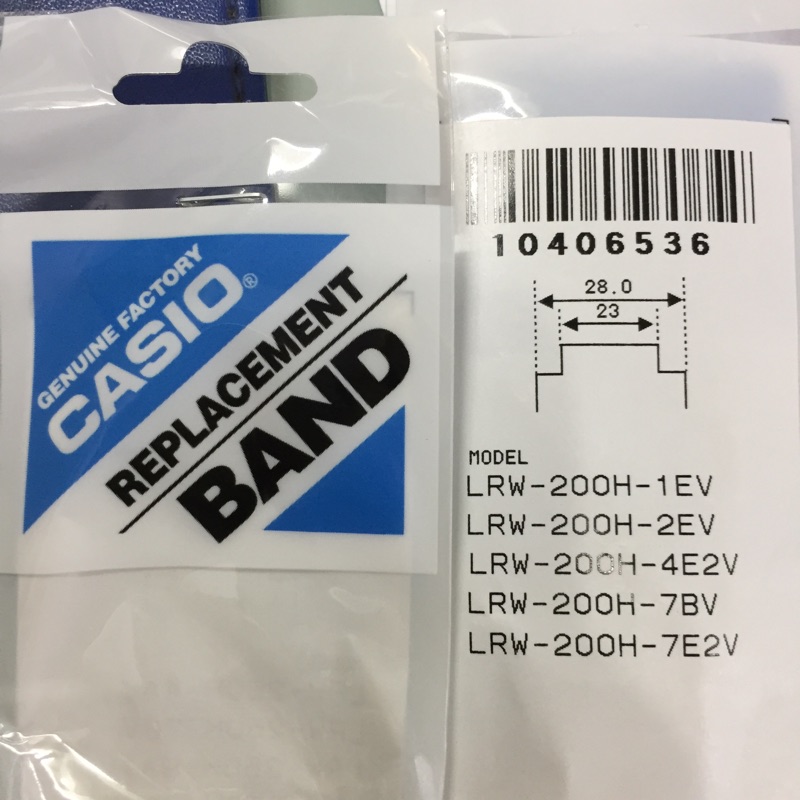 GENUINE FACTORY
CASIO®
REPLACEMENT
BAND
10406536
28.0
23
MODEL
LRW-200H-1EV
LRW-200H-2EV
LRW-200H-4E2V
LRW-200H-7BV
LRW-200H-7E2V